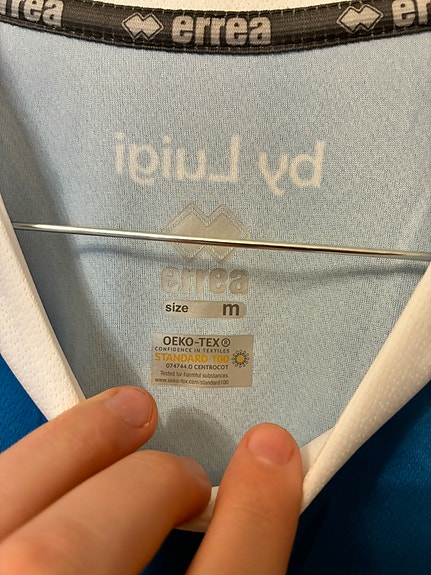 errea
errea
er
by Luigi
errea
size m
OEKO-TEX®
CONFIDENCE IN TEXTILES
STANDARD 100
074744.O CENTROCOT
Tested for harmful substances.
www.oeko-tex.com/standard100